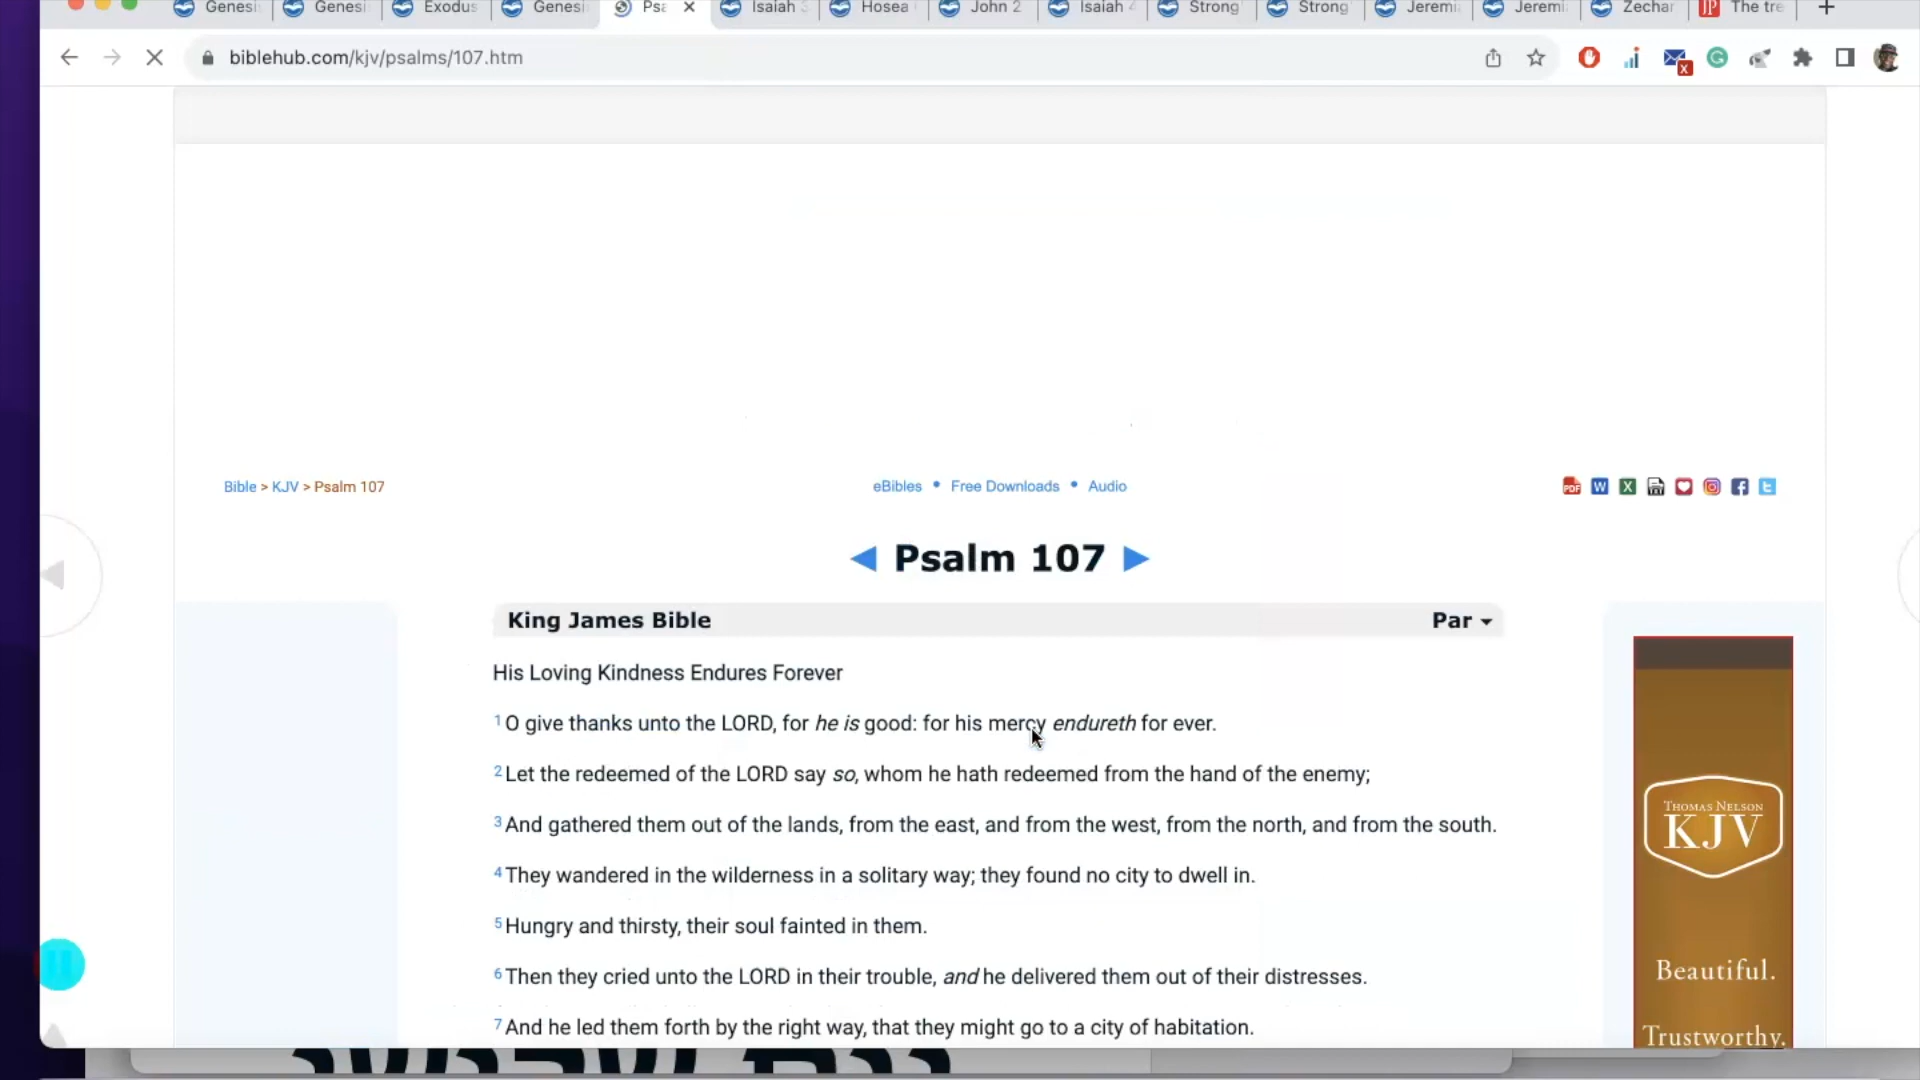 Genesi Genesi Exodus Genesi Psa Isaiah 3 Hosea John 2 Isaiah 4 Strong' Strong' Jeremi Jeremi Zechar The tre
biblehub.com/kjv/psalms/107.htm
Bible > KJV > Psalm 107
eBibles • Free Downloads • Audio
Psalm 107
King James Bible Par
His Loving Kindness Endures Forever
1 O give thanks unto the LORD, for he is good: for his mercy endureth for ever.
2 Let the redeemed of the LORD say so, whom he hath redeemed from the hand of the enemy;
3 And gathered them out of the lands, from the east, and from the west, from the north, and from the south.
4 They wandered in the wilderness in a solitary way; they found no city to dwell in.
5 Hungry and thirsty, their soul fainted in them.
6 Then they cried unto the LORD in their trouble, and he delivered them out of their distresses.
7 And he led them forth by the right way, that they might go to a city of habitation.
THOMAS NELSON
KJV
Beautiful.
Trustworthy.